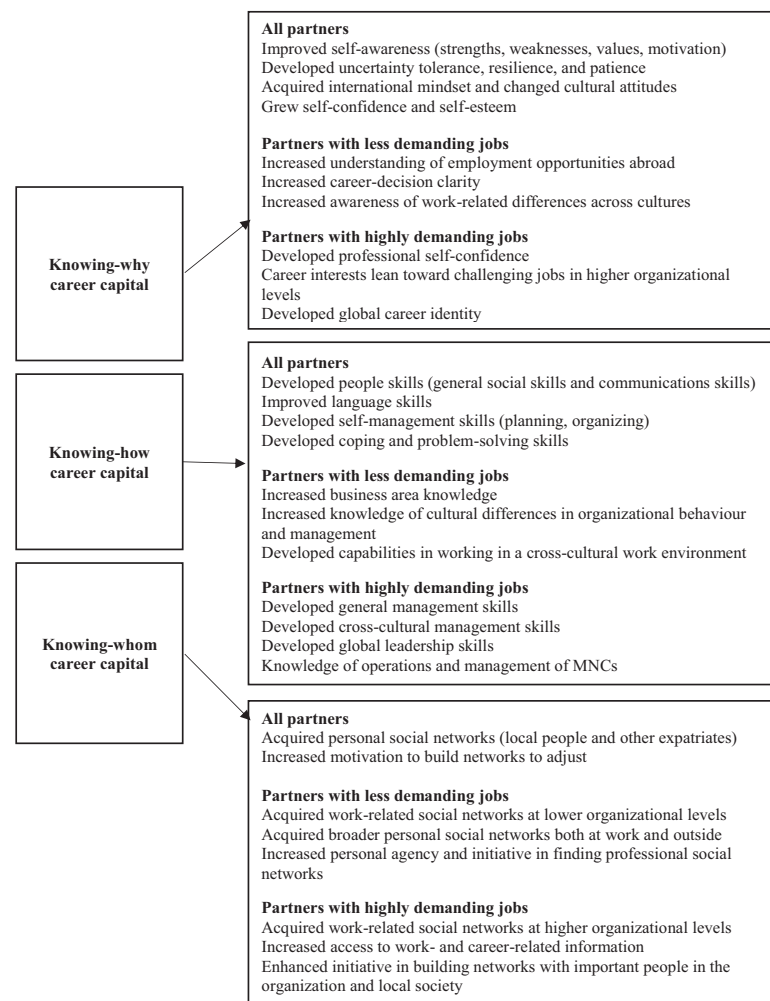 All partners
Improved self-awareness (strengths, weaknesses, values, motivation)
Developed uncertainty tolerance, resilience, and patience
Acquired international mindset and changed cultural attitudes
Grew self-confidence and self-esteem
Partners with less demanding jobs
Increased understanding of employment opportunities abroad
Increased career-decision clarity
Increased awareness of work-related differences across cultures
Partners with highly demanding jobs
Developed professional self-confidence
Career interests lean toward challenging jobs in higher organizational
levels
Developed global career identity
Knowing-why
career capital
All partners
Developed people skills (general social skills and communications skills)
Improved language skills
Developed self-management skills (planning, organizing)
Developed coping and problem-solving skills
Partners with less demanding jobs
Increased business area knowledge
Increased knowledge of cultural differences in organizational behaviour
and management
Developed capabilities in working in a cross-cultural work environment
Partners with highly demanding jobs
Developed general management skills
Developed cross-cultural management skills
Developed global leadership skills
Knowledge of operations and management of MNCs
Knowing-how
career capital
Knowing-whom
career capital
All partners
Acquired personal social networks (local people and other expatriates)
Increased motivation to build networks to adjust
Partners with less demanding jobs
Acquired work-related social networks at lower organizational levels
Acquired broader personal social networks both at work and outside
Increased personal agency and initiative in finding professional social
networks
Partners with highly demanding jobs
Acquired work-related social networks at higher organizational levels
Increased access to work- and career-related information
Enhanced initiative in building networks with important people in the
organization and local society